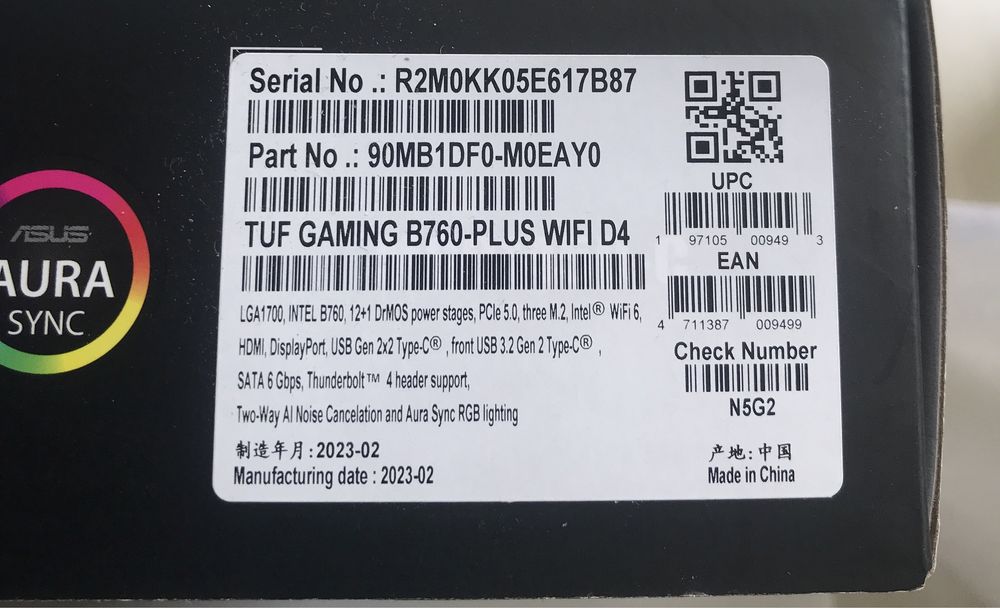 Serial No .: R2M0KK05E617B87
Part No .: 90MB1DF0-M0EAY0
TUF GAMING B760-PLUS WIFI D4
LGA1700, INTEL B760, 12+1 DrMOS power stages, PCIe 5.0, three M.2, Intel® WiFi 6,
HDMI, DisplayPort, USB Gen 2x2 Type-C® , front USB 3.2 Gen 2 Type-C® ,
SATA 6 Gbps, Thunderbolt™ 4 header support,
Two-Way AI Noise Cancelation and Aura Sync RGB lighting
制造年月:2023-02
Manufacturing date : 2023-02
UPC
1 97105 00949 3
EAN
4 711387 009499
Check Number
N5G2
产地:中国
Made in China
ASUS
AURA
SYNC